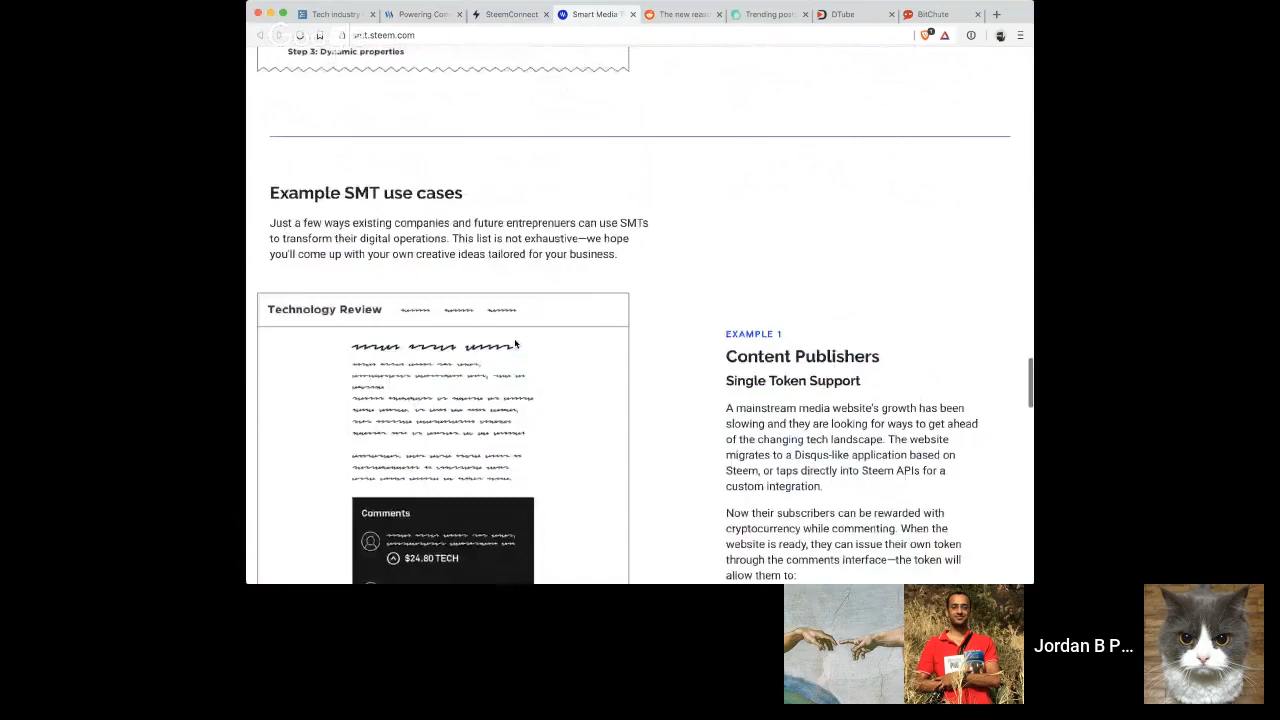 Tech industry
Powering Con
SteemConnect
Smart Media T
The new reas
Trending post
DTube
BitChute
smt.steem.com
Step 3: Dynamic properties
Example SMT use cases
Just a few ways existing companies and future entreprenuers can use SMTs
to transform their digital operations. This list is not exhaustive—we hope
you'll come up with your own creative ideas tailored for your business.
Technology Review
Comments
$24.80 TECH
EXAMPLE 1
Content Publishers
Single Token Support
A mainstream media website's growth has been
slowing and they are looking for ways to get ahead
of the changing tech landscape. The website
migrates to a Disqus-like application based on
Steem, or taps directly into Steem APIs for a
custom integration.
Now their subscribers can be rewarded with
cryptocurrency while commenting. When the
website is ready, they can issue their own token
through the comments interface—the token will
allow them to:
Jordan B P...